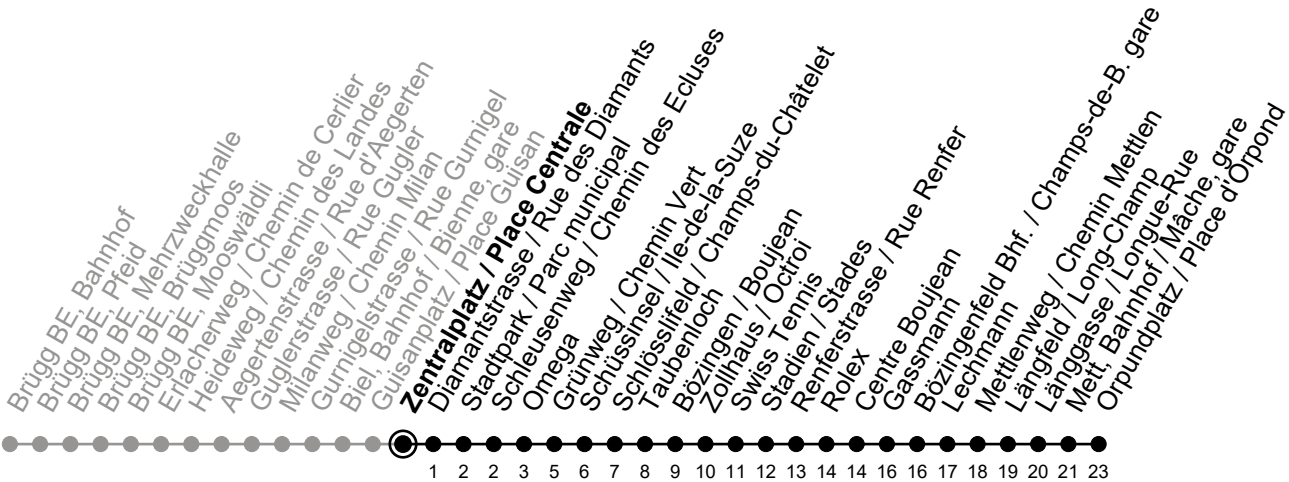 Brügg BE, Bahnhof
Brügg BE, Pfeid
Brügg BE, Mehrzweckhalle
Brügg BE, Brüggmoos
Brügg BE, Mooswäldli
Erlacherweg / Chemin de Cerlier
Heideweg / Chemin des Landes
Aegertenstrasse / Rue d'Aegerten
Guglerstrasse / Rue Gugler
Milanweg / Chemin Milan
Gurnigelstrasse / Rue Gurnigel
Biel, Bahnhof / Bienne, gare
Guisanplatz / Place Guisan
Zentralplatz / Place Centrale
Diamantstrasse / Rue des Diamants
Stadtpark / Parc municipal
Schleusenweg / Chemin des Ecluses
Omega
Grünweg / Chemin Vert
Schüssinsel / Ile-de-la-Suze
Schlösslifeld / Champs-du-Châtelet
Taubenloch
Bözingen / Boujean
Zollhaus / Octroi
Swiss Tennis
Stadien / Stades
Renferstrasse / Rue Renfer
Rolex
Centre Boujean
Gassmann
Bözingenfeld Bhf. / Champs-de-B. gare
Lechmann
Mettlenweg / Chemin Mettlen
Längfeld / Long-Champ
Länggasse / Longue-Rue
Mett, Bahnhof / Mâche, gare
Orpundplatz / Place d'Orpond
1 2 2 3 5 6 7 8 9 10 11 12 13 14 14 16 16 17 18 19 20 21 23